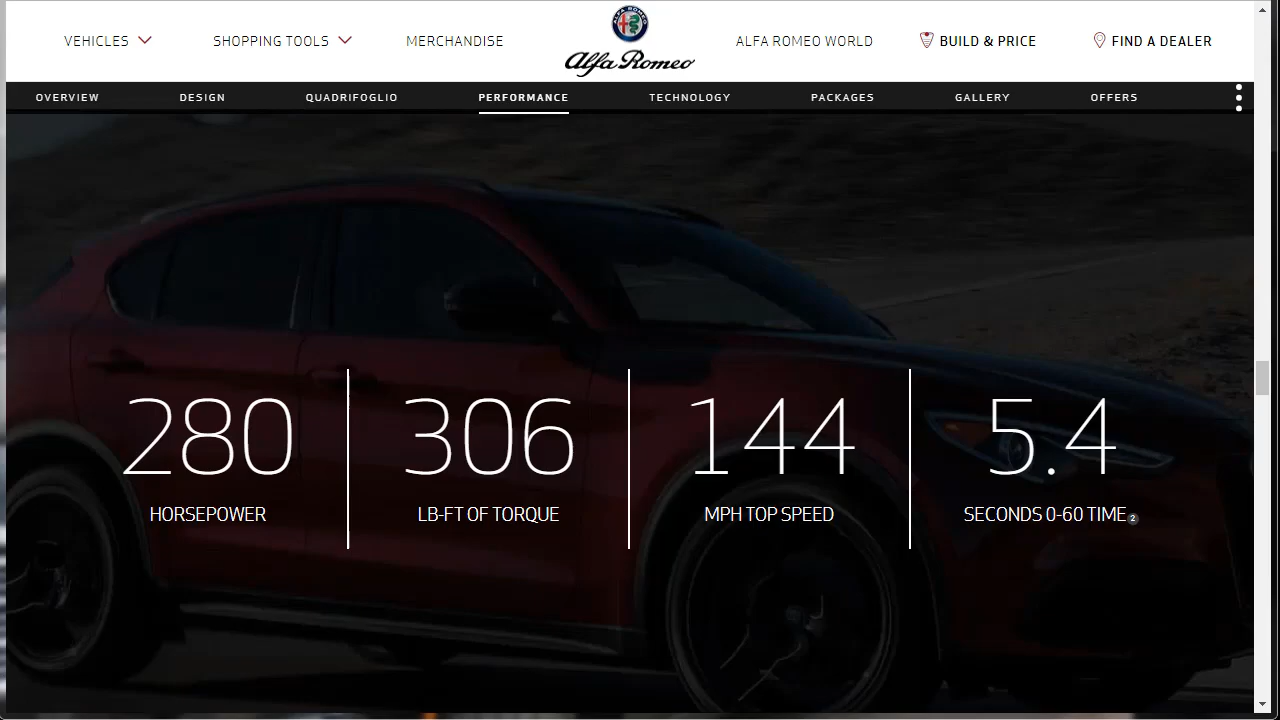 VEHICLES SHOPPING TOOLS MERCHANDISE
ALFA ROMEO
Alfa Romeo
ALFA ROMEO WORLD BUILD & PRICE FIND A DEALER
OVERVIEW DESIGN QUADRIFOGLIO PERFORMANCE TECHNOLOGY PACKAGES GALLERY OFFERS
280
HORSEPOWER
306
LB-FT OF TORQUE
144
MPH TOP SPEED
5.4
SECONDS 0-60 TIME 2